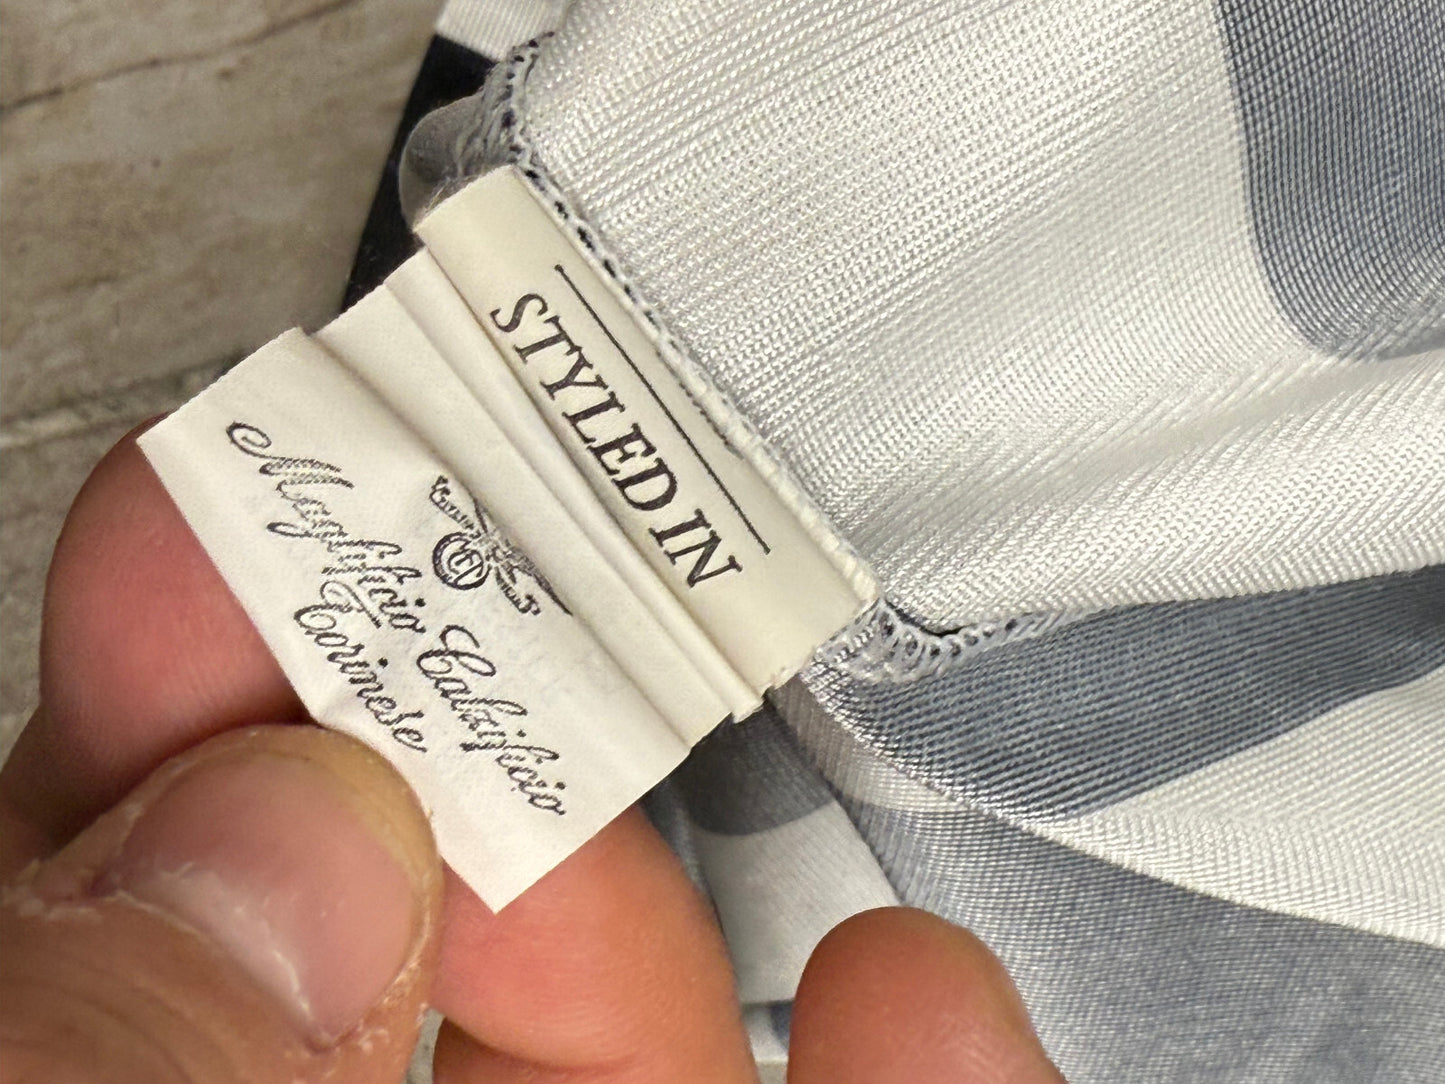 STYLED IN
Maglificio Calzificio
Torinese